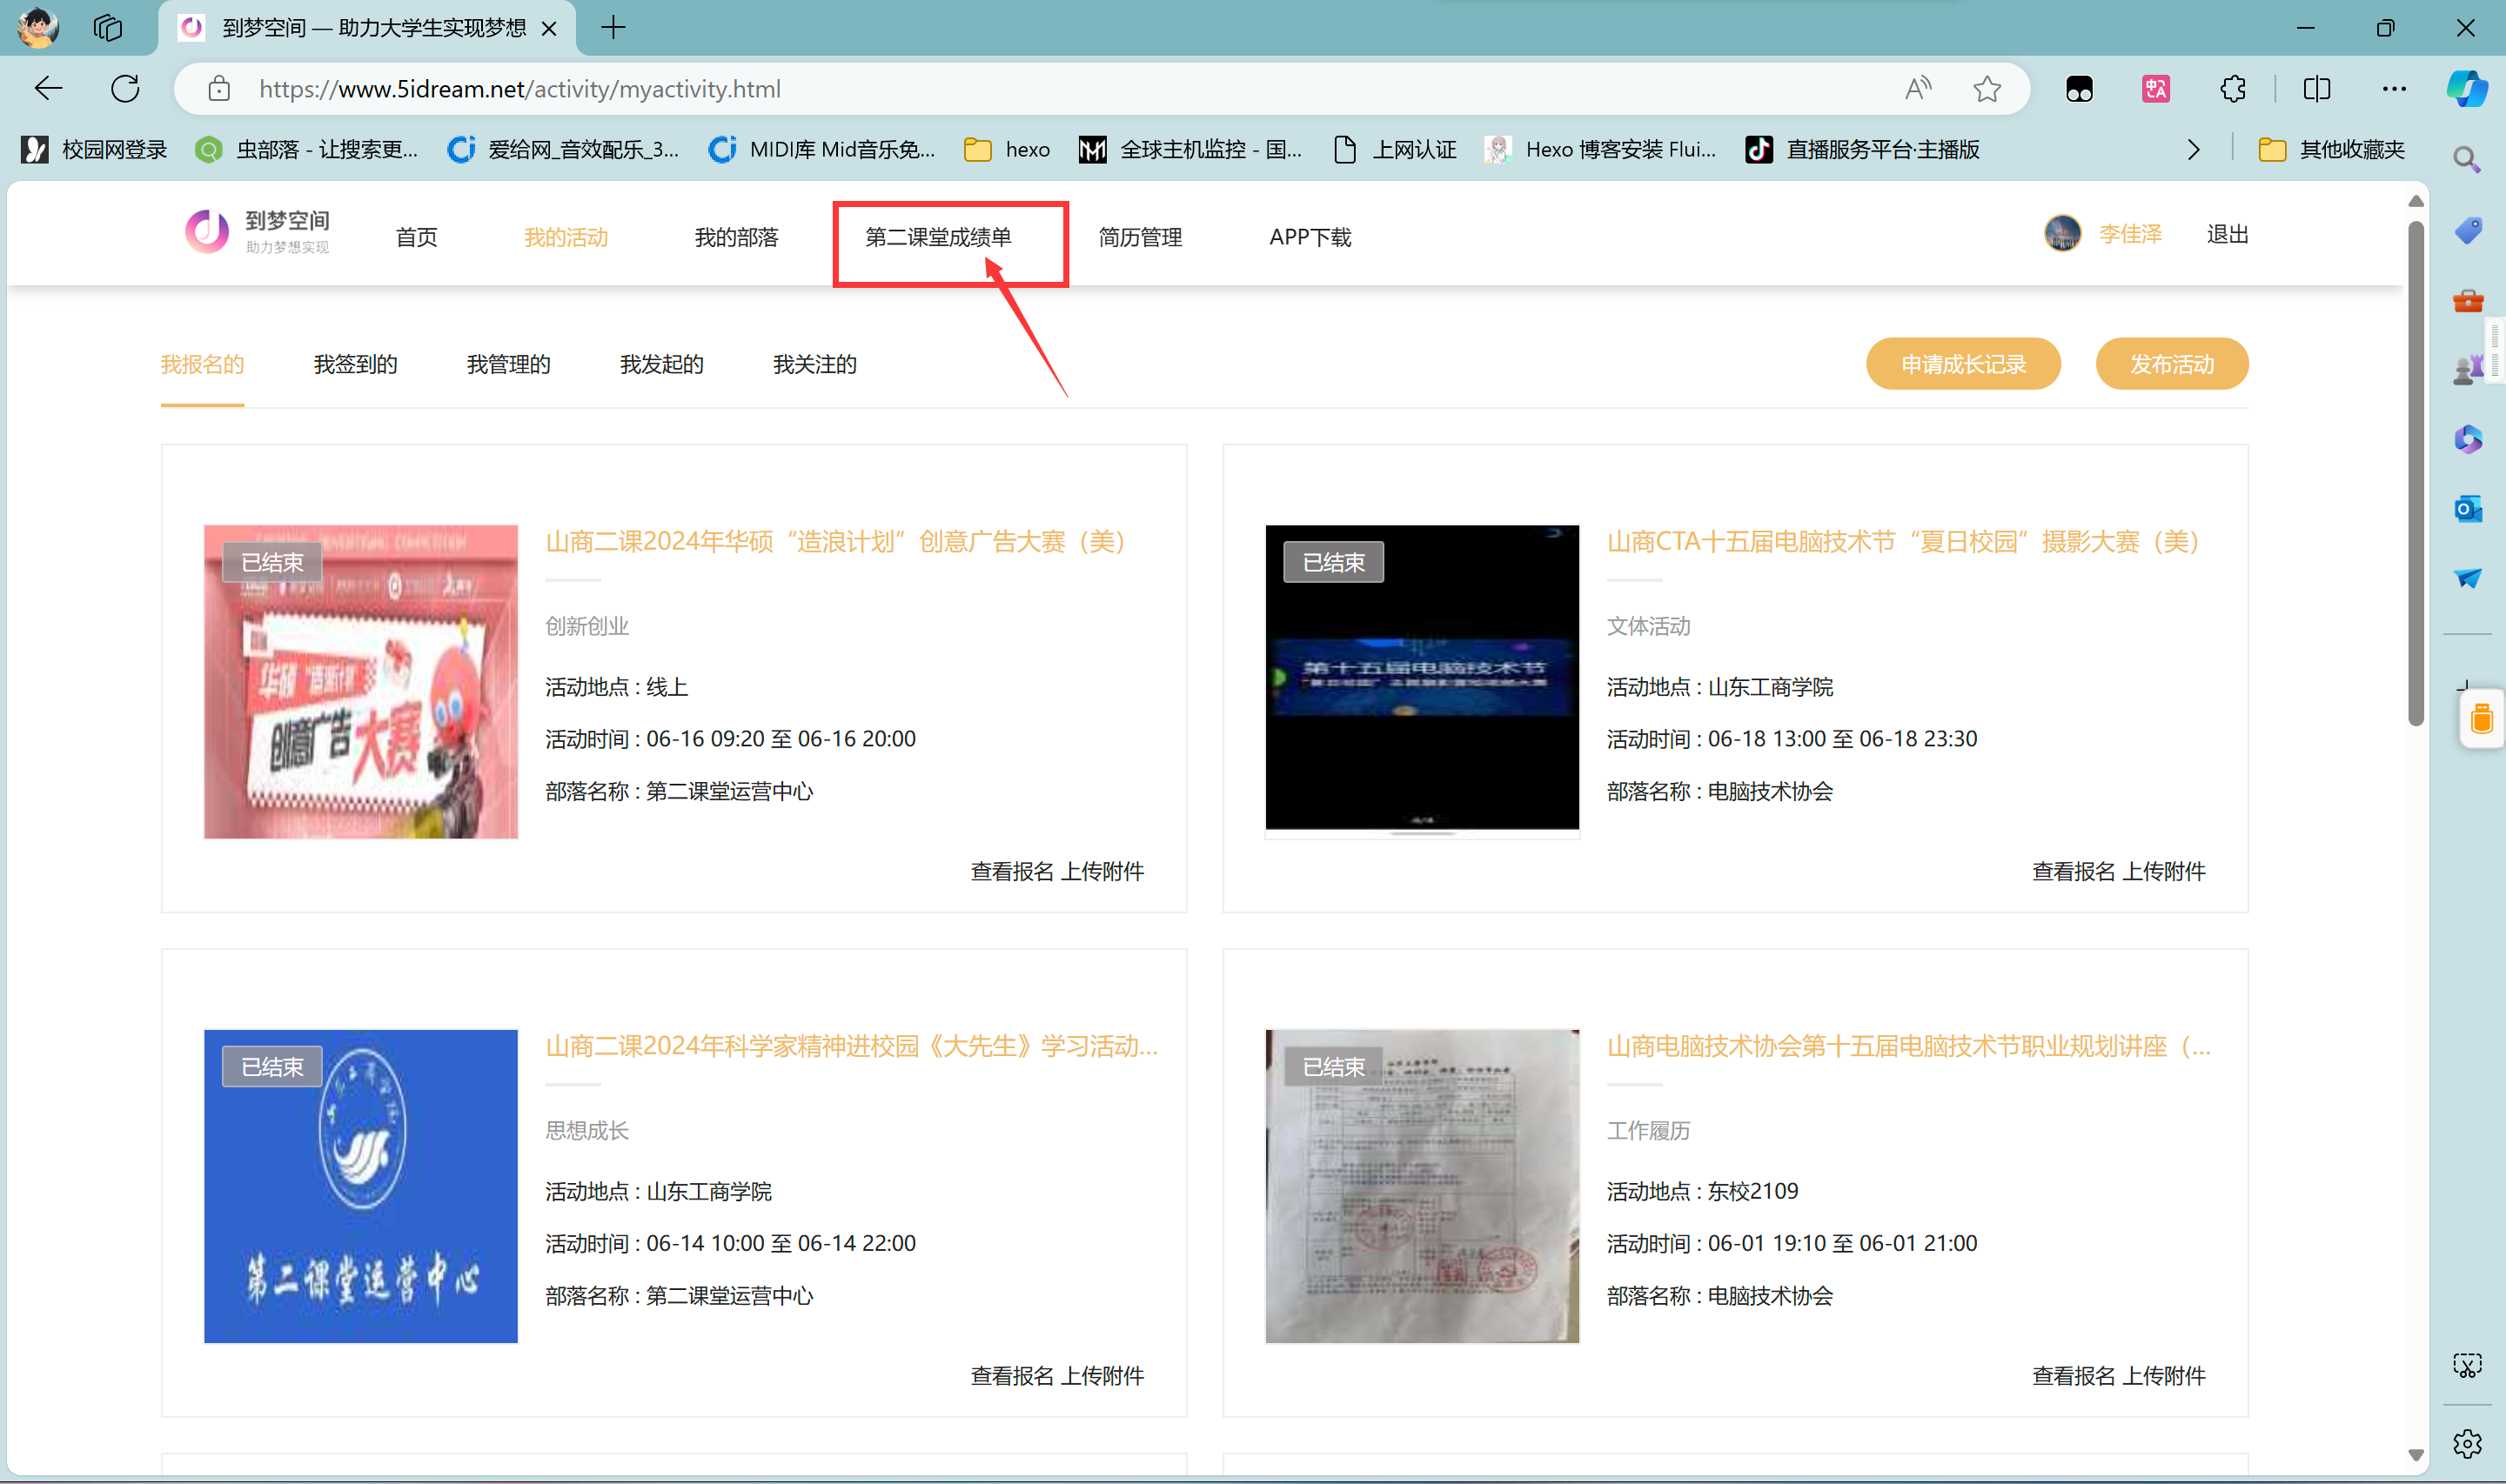 到梦空间 — 助力大学生实现梦想
https://www.5idream.net/activity/myactivity.html
校园网登录
虫部落 - 让搜索更...
爱给网_音效配乐_3...
MIDI库 Mid音乐免...
hexo
全球主机监控 - 国...
上网认证
Hexo 博客安装 Flui...
直播服务平台·主播版
其他收藏夹
到梦空间
助力梦想实现
首页
我的活动
我的部落
第二课堂成绩单
简历管理
APP下载
李佳泽
退出
我报名的
我签到的
我管理的
我发起的
我关注的
申请成长记录
发布活动
已结束
华硕
创意广告大赛
山商二课2024年华硕“造浪计划”创意广告大赛（美）
创新创业
活动地点 : 线上
活动时间 : 06-16 09:20 至 06-16 20:00
部落名称 : 第二课堂运营中心
查看报名 上传附件
已结束
第十五届电脑技术节
山商CTA十五届电脑技术节“夏日校园”摄影大赛（美）
文体活动
活动地点 : 山东工商学院
活动时间 : 06-18 13:00 至 06-18 23:30
部落名称 : 电脑技术协会
查看报名 上传附件
已结束
第二课堂运营中心
山商二课2024年科学家精神进校园《大先生》学习活动...
思想成长
活动地点 : 山东工商学院
活动时间 : 06-14 10:00 至 06-14 22:00
部落名称 : 第二课堂运营中心
查看报名 上传附件
已结束
山商电脑技术协会第十五届电脑技术节职业规划讲座（...
工作履历
活动地点 : 东校2109
活动时间 : 06-01 19:10 至 06-01 21:00
部落名称 : 电脑技术协会
查看报名 上传附件